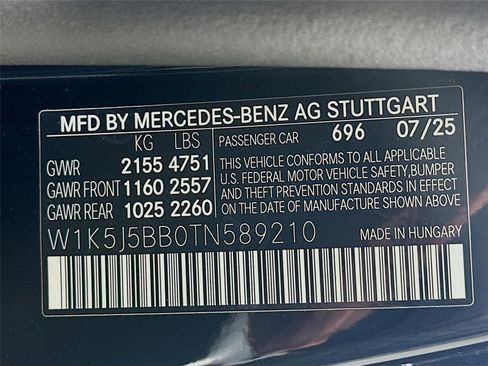 MFD BY MERCEDES-BENZ AG STUTTGART
KG LBS PASSENGER CAR 696 07/25
GVWR 2155 4751
GAWR FRONT 1160 2557
GAWR REAR 1025 2260
THIS VEHICLE CONFORMS TO ALL APPLICABLE
U.S. FEDERAL MOTOR VEHICLE SAFETY,BUMPER
AND THEFT PREVENTION STANDARDS IN EFFECT
ON THE DATE OF MANUFACTURE SHOWN ABOVE
W1K5J5BB0TN589210 MADE IN HUNGARY